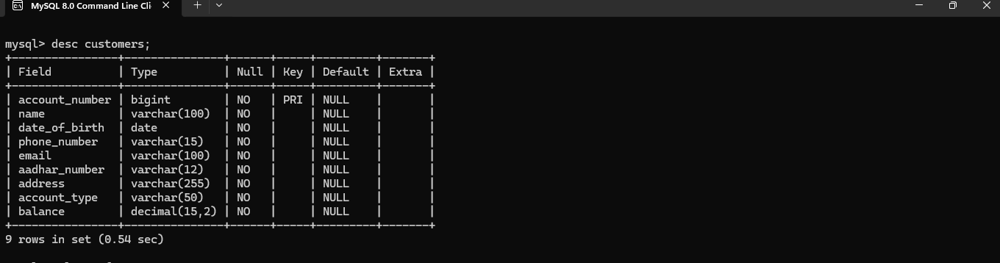 MySQL 8.0 Command Line Cli
mysql> desc customers;
+----------------+---------------+------+-----+---------+-------+
| Field          | Type          | Null | Key | Default | Extra |
+----------------+---------------+------+-----+---------+-------+
| account_number | bigint        | NO   | PRI | NULL    |       |
| name           | varchar(100)  | NO   |     | NULL    |       |
| date_of_birth  | date          | NO   |     | NULL    |       |
| phone_number   | varchar(15)   | NO   |     | NULL    |       |
| email          | varchar(100)  | NO   |     | NULL    |       |
| aadhar_number  | varchar(12)   | NO   |     | NULL    |       |
| address        | varchar(255)  | NO   |     | NULL    |       |
| account_type   | varchar(50)   | NO   |     | NULL    |       |
| balance        | decimal(15,2) | NO   |     | NULL    |       |
+----------------+---------------+------+-----+---------+-------+
9 rows in set (0.54 sec)